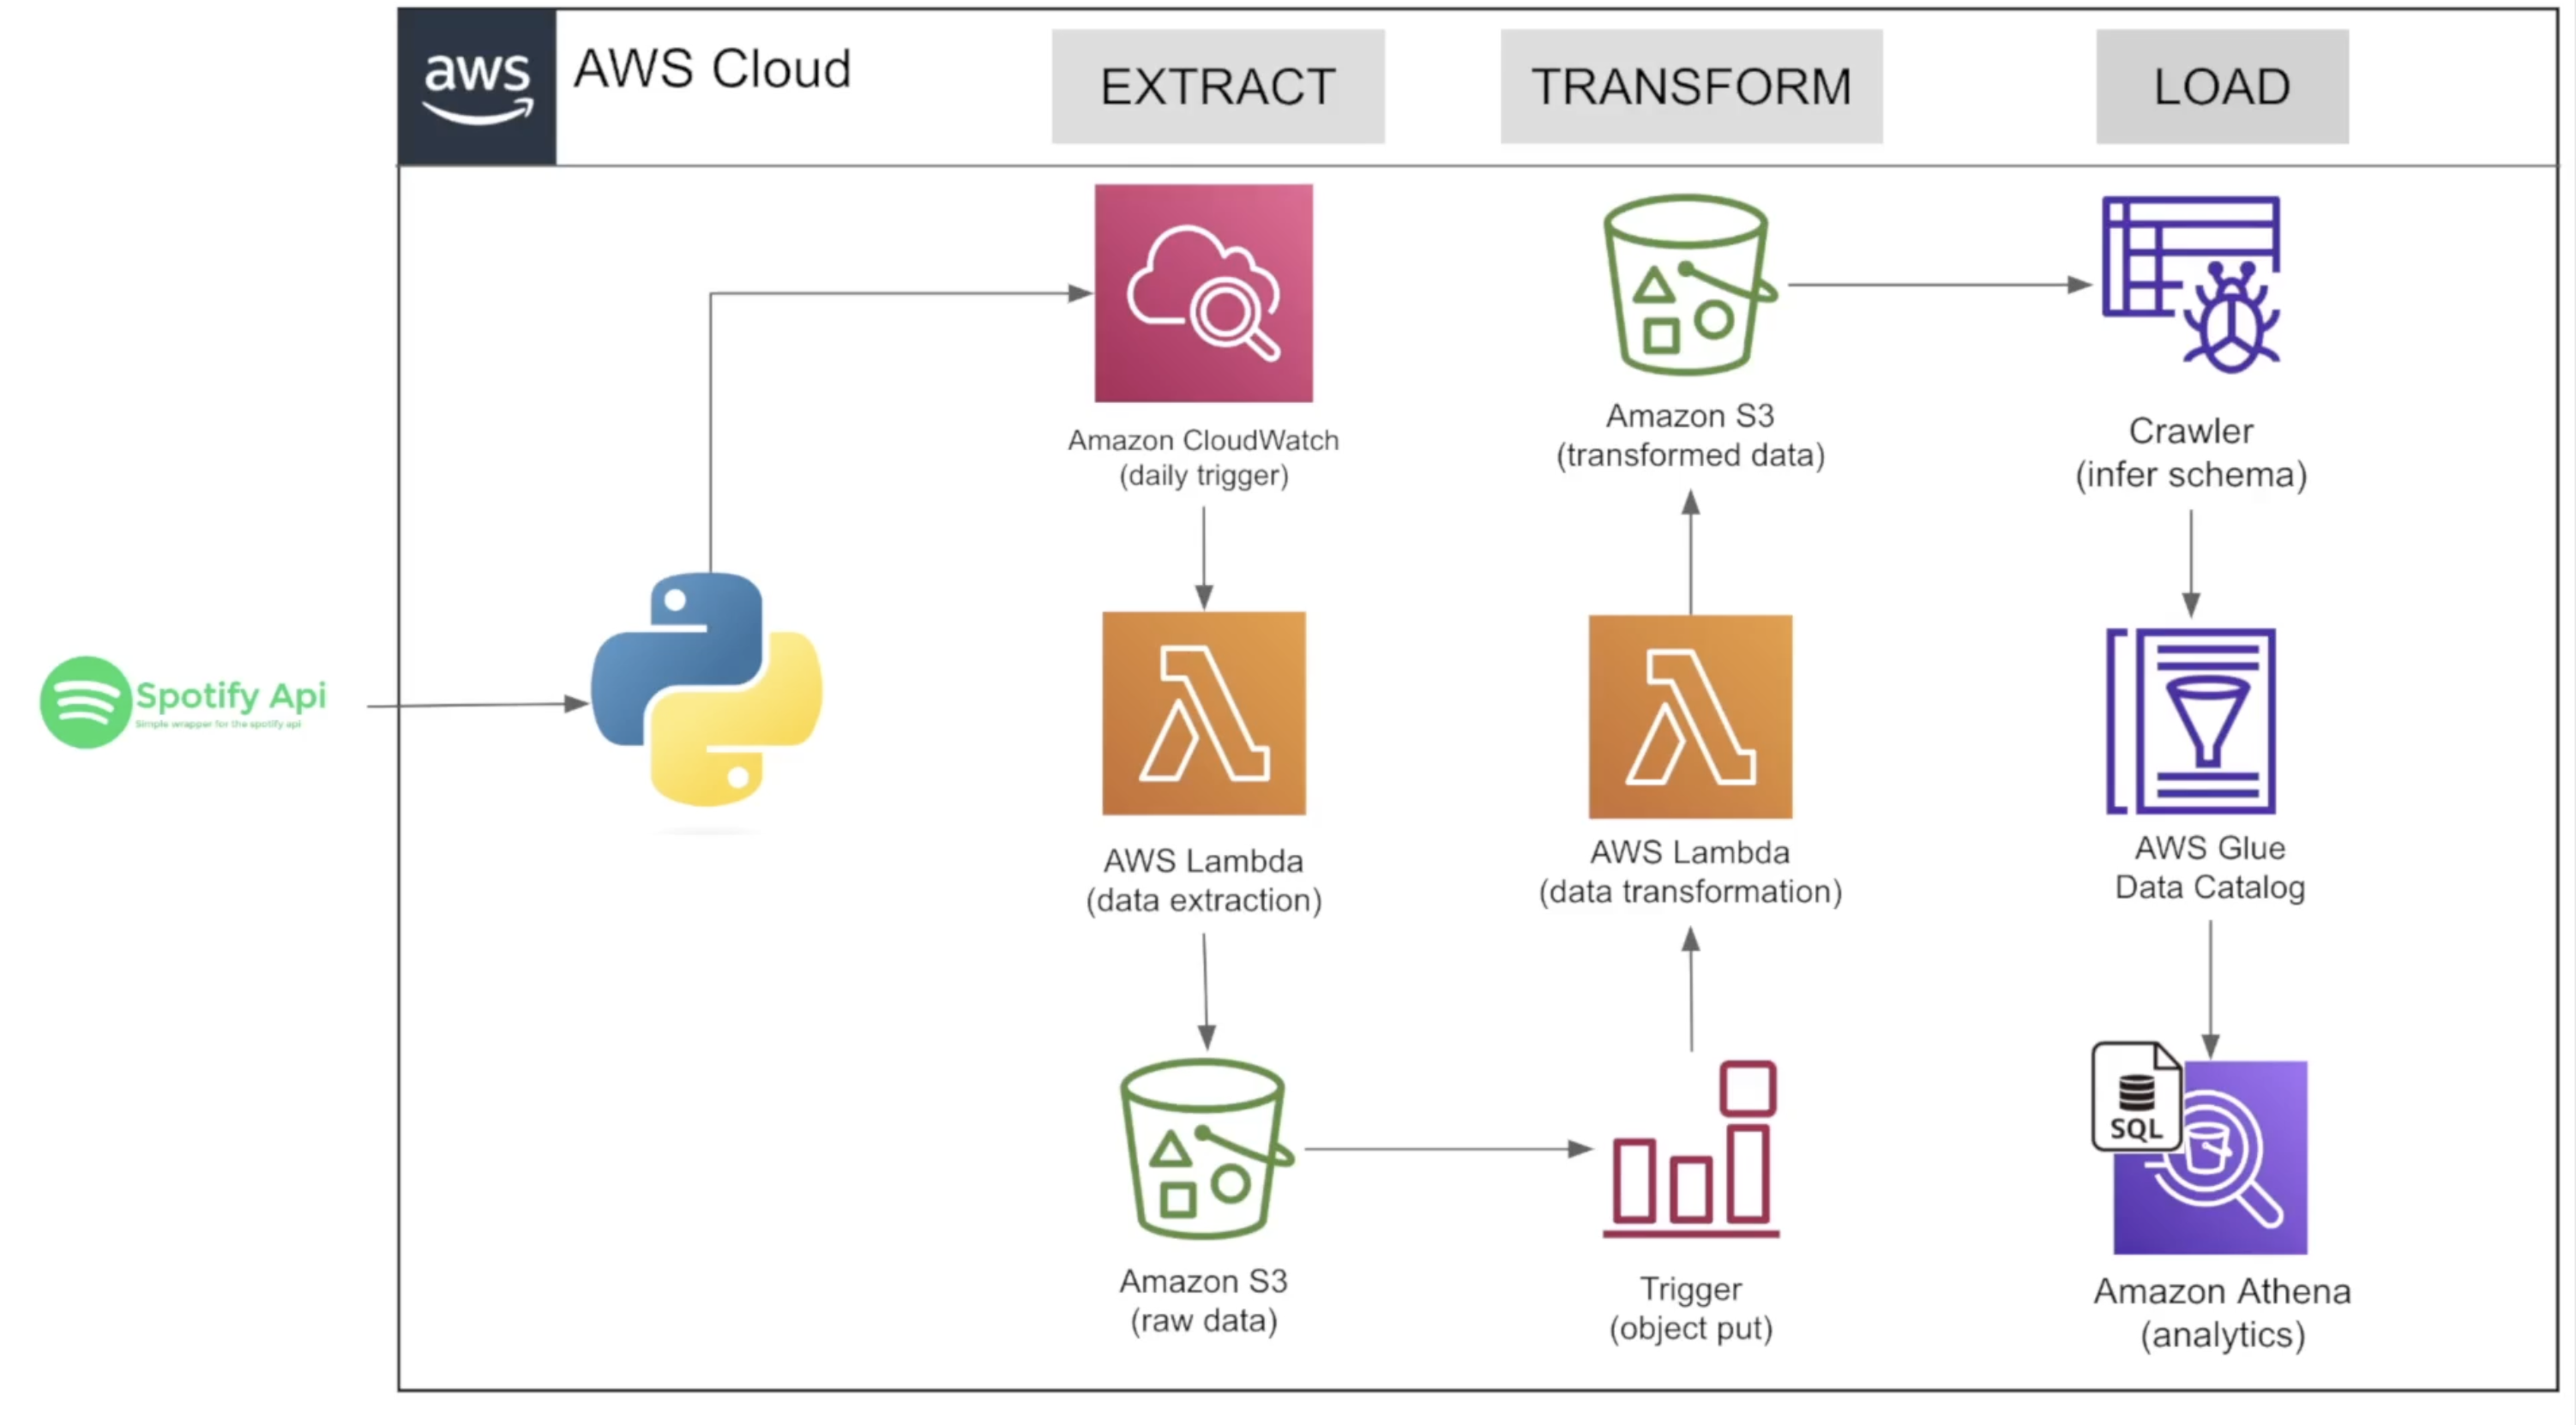 aws
AWS Cloud
EXTRACT
TRANSFORM
LOAD
Spotify Api
Simple wrapper for the spotify api
Amazon CloudWatch
(daily trigger)
AWS Lambda
(data extraction)
Amazon S3
(raw data)
Amazon S3
(transformed data)
AWS Lambda
(data transformation)
Trigger
(object put)
Crawler
(infer schema)
AWS Glue
Data Catalog
SQL
Amazon Athena
(analytics)